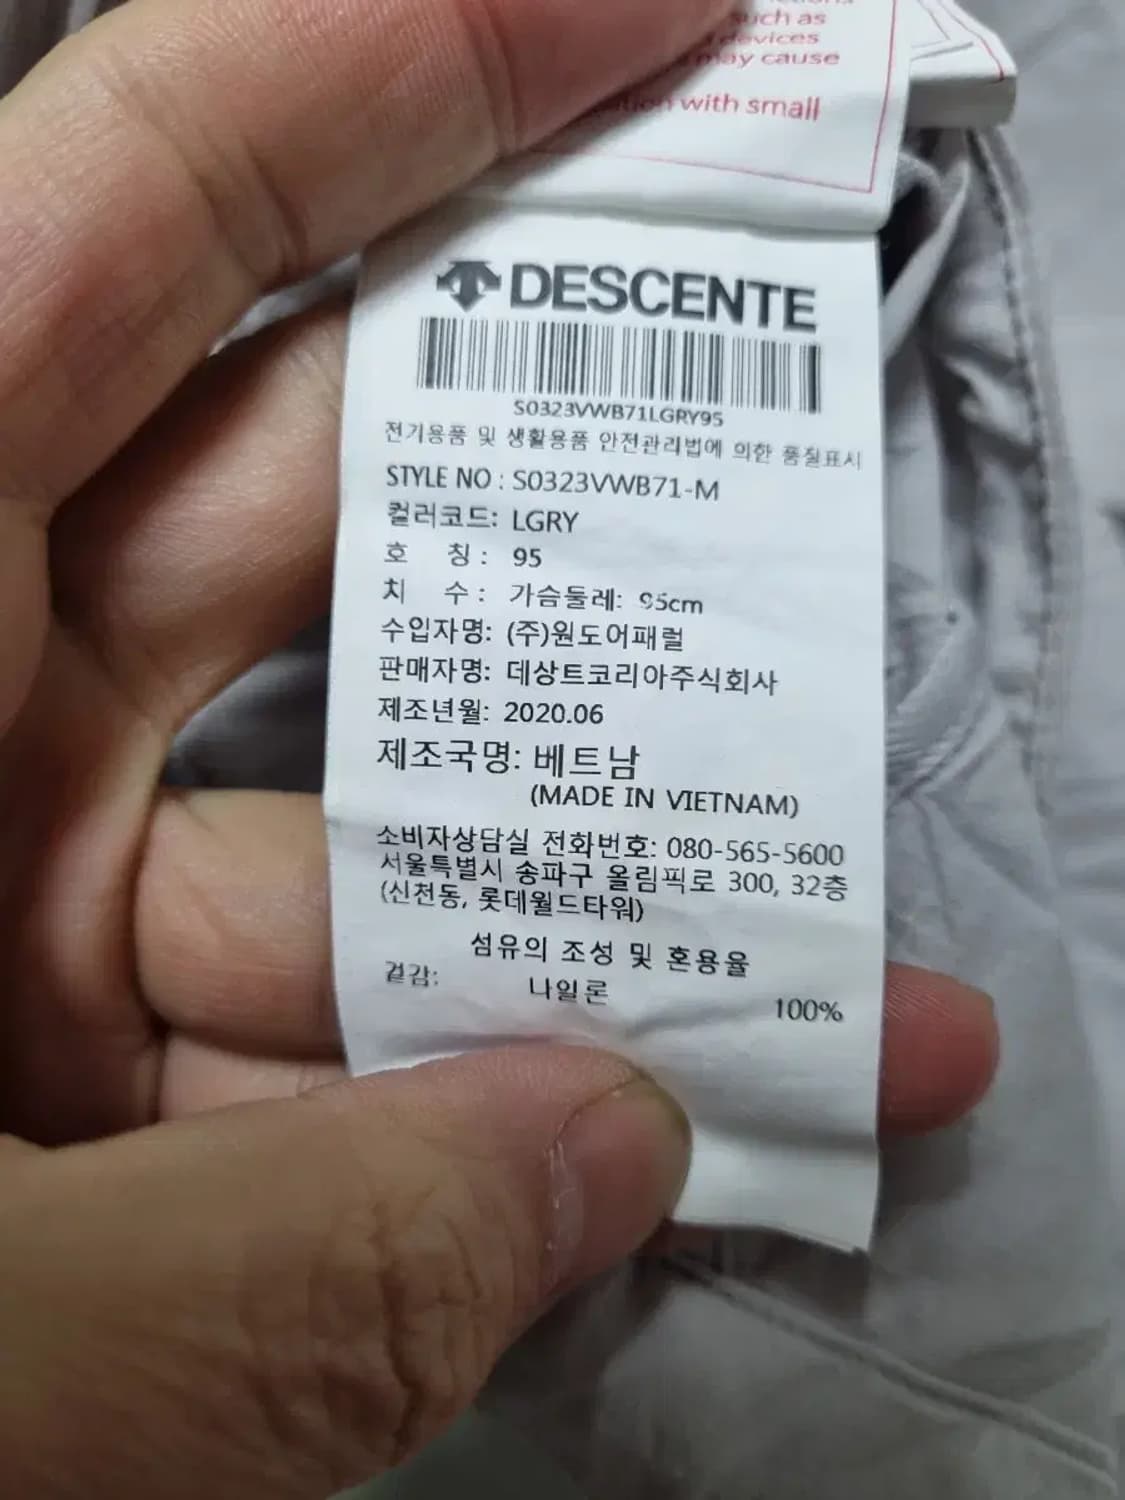 such as
devices
may cause
with small
DESCENTE
S0323VWB71LGRY95
전기용품 및 생활용품 안전관리법에 의한 품질표시
STYLE NO : S0323VWB71-M
컬러코드: LGRY
호 칭 : 95
치 수 : 가슴둘레: 95cm
수입자명: (주)원도어패럴
판매자명: 데상트코리아주식회사
제조년월: 2020.06
제조국명: 베트남
(MADE IN VIETNAM)
소비자상담실 전화번호: 080-565-5600
서울특별시 송파구 올림픽로 300, 32층
(신천동, 롯데월드타워)
섬유의 조성 및 혼용율
겉감: 나일론 100%